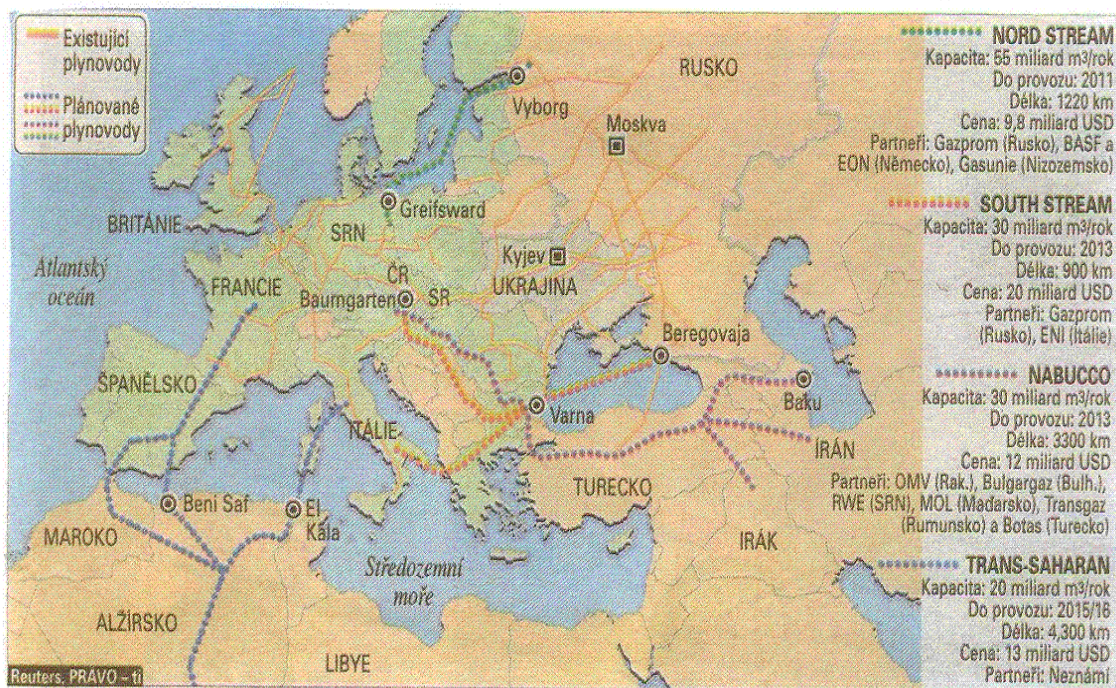 Existující
plynovody
Plánované
plynovody
RUSKO
Vyborg
Moskva
Greifsward
BRITÁNIE
SRN
Kyjev
UKRAJINA
Atlantský
oceán
FRANCIE
ČR
Baumgarten
SR
Beregovaja
ŠPANĚLSKO
Baku
Varna
ITÁLIE
ÍRÁN
TURECKO
Beni Saf
El
Kala
MAROKO
IRÁK
Středozemní
moře
ALŽÍRSKO
LIBYE
Reuters, PRÁVO – tl
NORD STREAM
Kapacita: 55 miliard m³/rok
Do provozu: 2011
Délka: 1220 km
Cena: 9,8 miliard USD
Partneři: Gazprom (Rusko), BASF a
EON (Německo), Gasunie (Nizozemsko)
SOUTH STREAM
Kapacita: 30 miliard m³/rok
Do provozu: 2013
Délka: 900 km
Cena: 20 miliard USD
Partneři: Gazprom
(Rusko), ENI (Itálie)
NABUCCO
Kapacita: 30 miliard m³/rok
Do provozu: 2013
Délka: 3300 km
Cena: 12 miliard USD
Partneři: OMV (Rak.), Bulgargaz (Bulh.),
RWE (SRN), MOL (Maďarsko), Transgaz
(Rumunsko) a Botas (Turecko)
TRANS-SAHARAN
Kapacita: 20 miliard m³/rok
Do provozu: 2015/16
Délka: 4,300 km
Cena: 13 miliard USD
Partneři: Neznámí